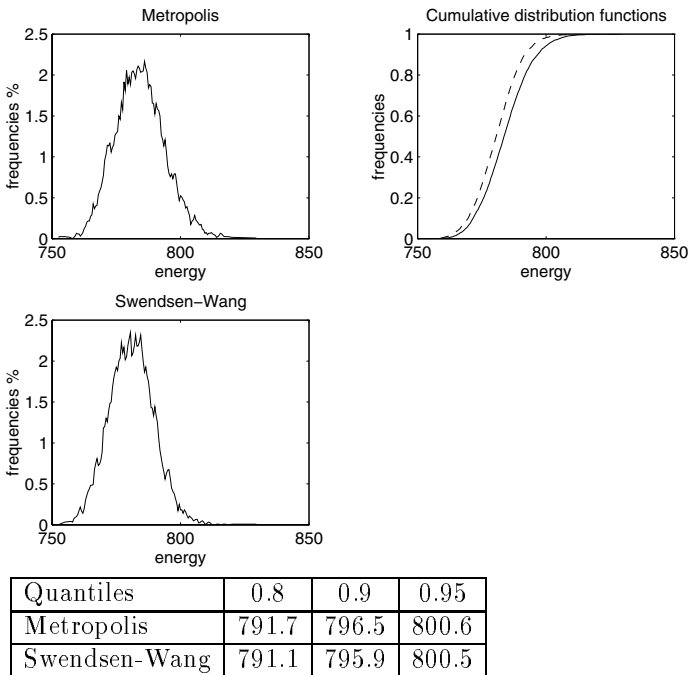 Metropolis
2.5
2
1.5
1
0.5
0
frequencies %
750
800
850
energy
Cumulative distribution functions
1
0.8
0.6
0.4
0.2
0
frequencies
750
800
850
energy
Swendsen-Wang
2.5
2
1.5
1
0.5
0
frequencies %
750
800
850
energy
Quantiles 0.8 0.9 0.95
Metropolis 791.7 796.5 800.6
Swendsen-Wang 791.1 795.9 800.5